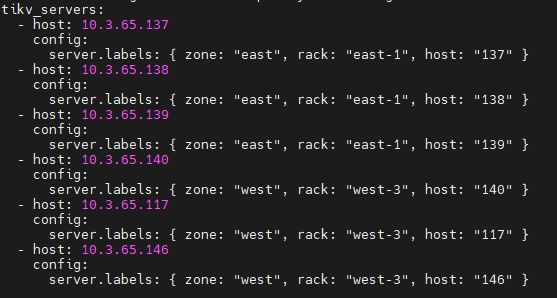 tikv_servers:
  - host: 10.3.65.137
    config:
      server.labels: { zone: "east", rack: "east-1", host: "137" }
  - host: 10.3.65.138
    config:
      server.labels: { zone: "east", rack: "east-1", host: "138" }
  - host: 10.3.65.139
    config:
      server.labels: { zone: "east", rack: "east-1", host: "139" }
  - host: 10.3.65.140
    config:
      server.labels: { zone: "west", rack: "west-3", host: "140" }
  - host: 10.3.65.117
    config:
      server.labels: { zone: "west", rack: "west-3", host: "117" }
  - host: 10.3.65.146
    config:
      server.labels: { zone: "west", rack: "west-3", host: "146" }